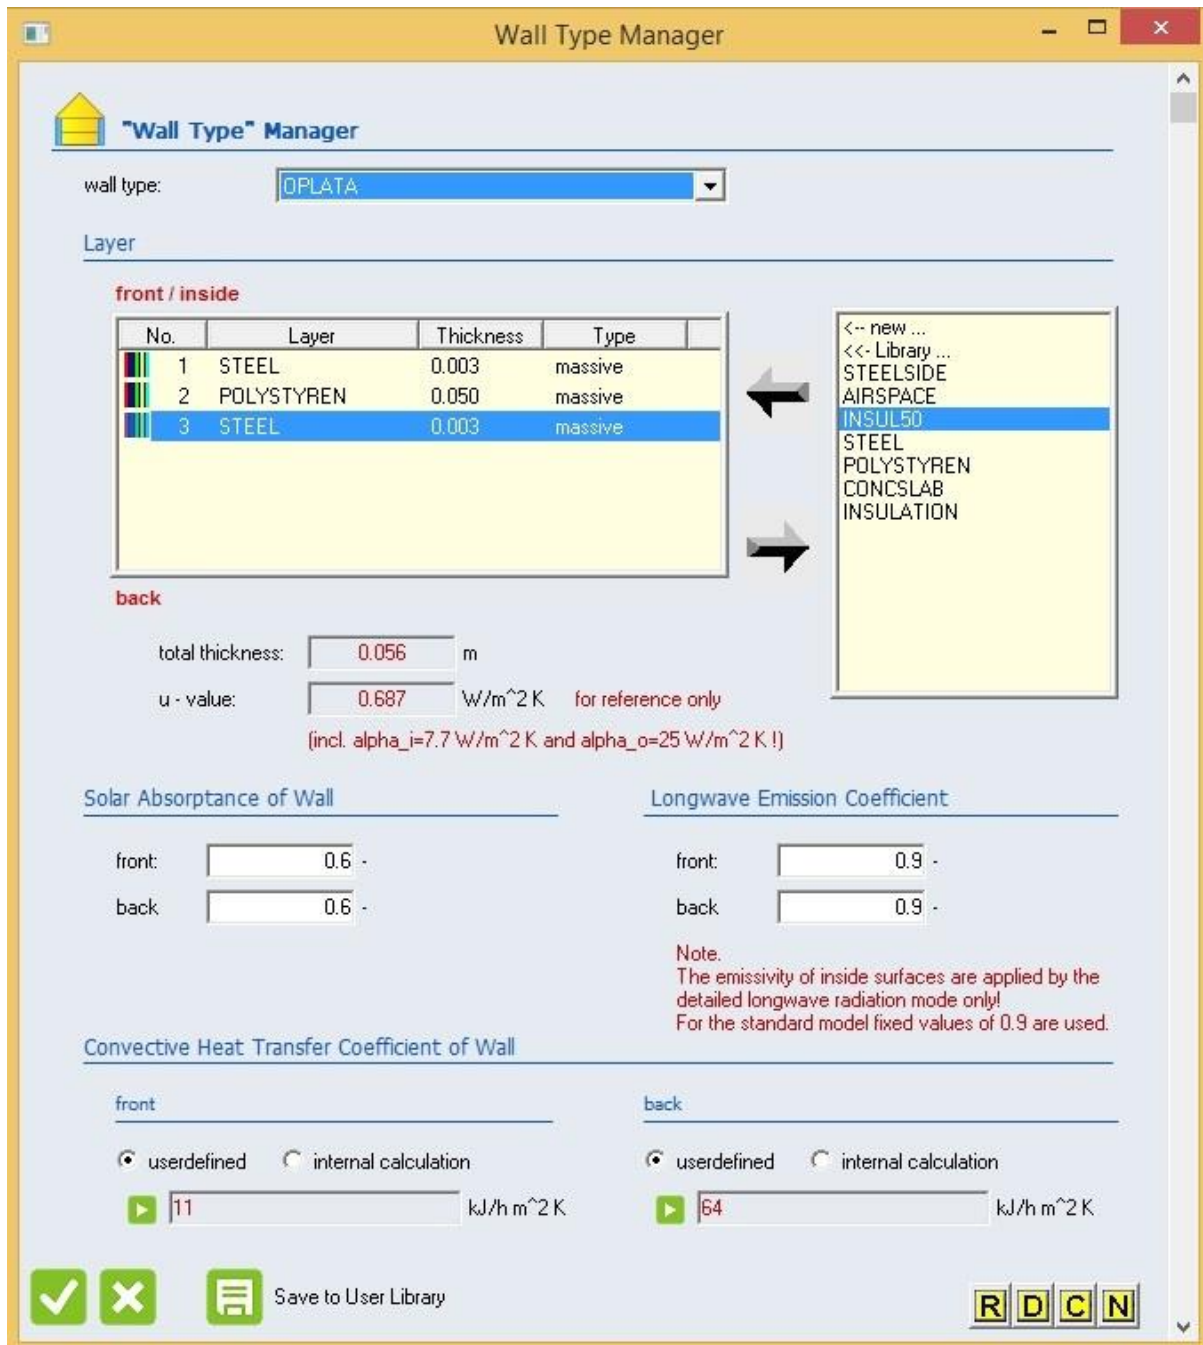 Wall Type Manager
"Wall Type" Manager
wall type: OPLATA
Layer
front / inside
No. Layer Thickness Type
1 STEEL 0.003 massive
2 POLYSTYREN 0.050 massive
3 STEEL 0.003 massive
<-- new ...
<<- Library ...
STEELSIDE
AIRSPACE
INSUL50
STEEL
POLYSTYREN
CONCSLAB
INSULATION
back
total thickness: 0.056 m
u - value: 0.687 W/m^2 K for reference only
(incl. alpha_i=7.7 W/m^2 K and alpha_o=25 W/m^2 K !)
Solar Absorptance of Wall
front: 0.6 -
back 0.6 -
Longwave Emission Coefficient
front: 0.9 -
back 0.9 -
Note.
The emissivity of inside surfaces are applied by the
detailed longwave radiation mode only!
For the standard model fixed values of 0.9 are used.
Convective Heat Transfer Coefficient of Wall
front
userdefined internal calculation
11 kJ/h m^2 K
back
userdefined internal calculation
64 kJ/h m^2 K
Save to User Library
R D C N